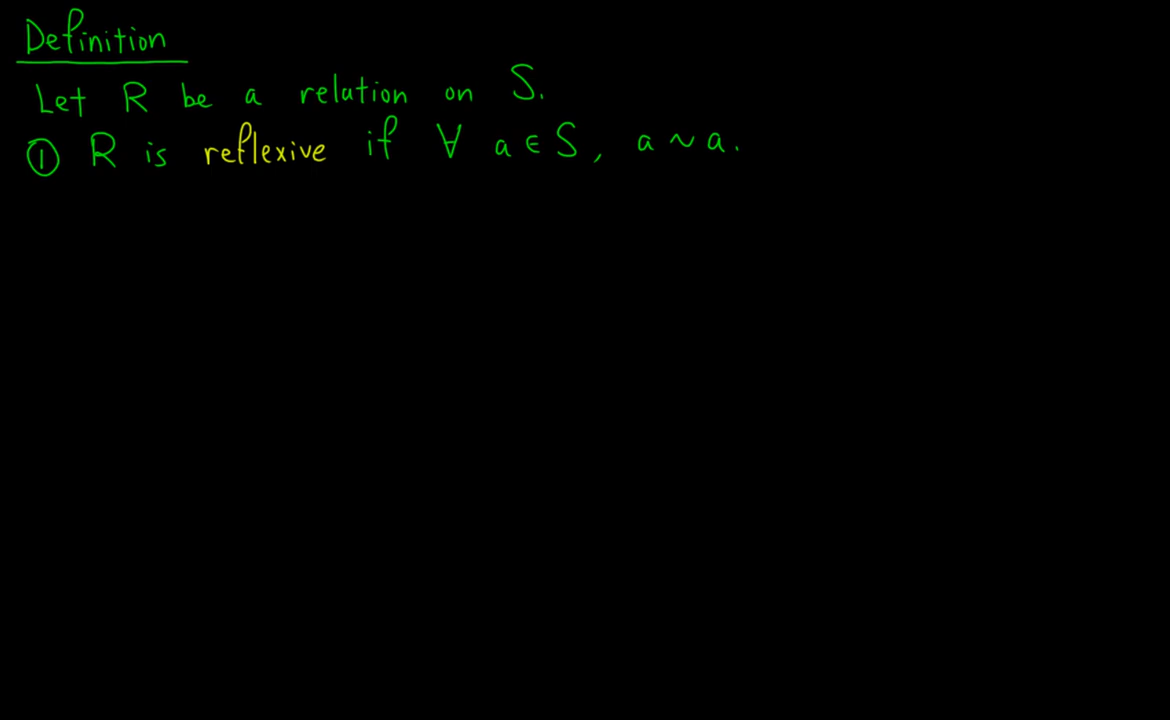 Definition
Let R be a relation on S.
① R is reflexive if ∀ a ∈ S, a ~ a.